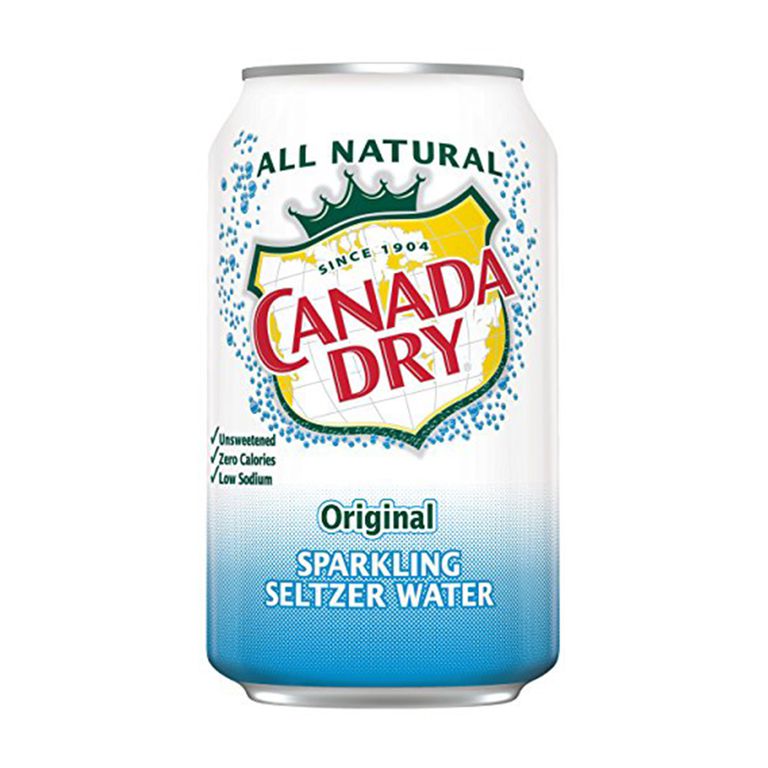 ALL NATURAL
SINCE 1904
CANADA
DRY
✓Unsweetened
✓Zero Calories
✓Low Sodium
Original
SPARKLING
SELTZER WATER